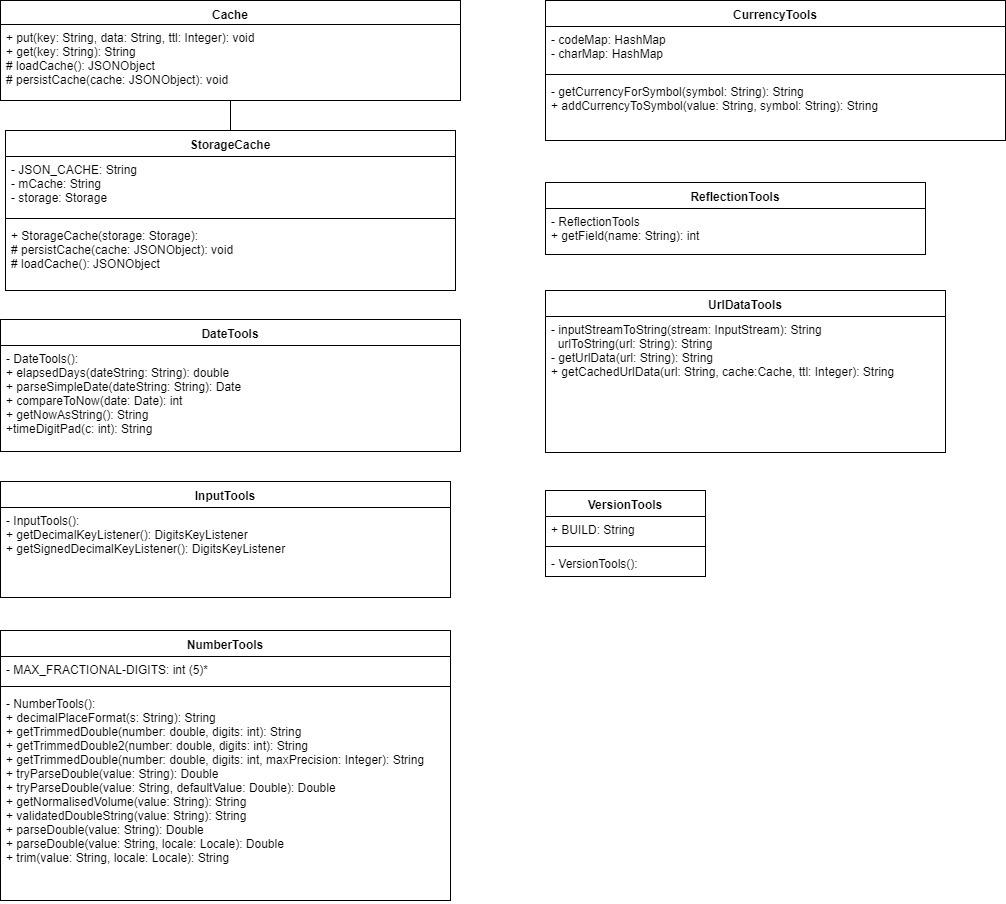 Cache
+ put(key: String, data: String, ttl: Integer): void
+ get(key: String): String
# loadCache(): JSONObject
# persistCache(cache: JSONObject): void
StorageCache
- JSON_CACHE: String
- mCache: String
- storage: Storage
+ StorageCache(storage: Storage):
# persistCache(cache: JSONObject): void
# loadCache(): JSONObject
DateTools
- DateTools():
+ elapsedDays(dateString: String): double
+ parseSimpleDate(dateString: String): Date
+ compareToNow(date: Date): int
+ getNowAsString(): String
+timeDigitPad(c: int): String
InputTools
- InputTools():
+ getDecimalKeyListener(): DigitsKeyListener
+ getSignedDecimalKeyListener(): DigitsKeyListener
NumberTools
- MAX_FRACTIONAL-DIGITS: int (5)*
- NumberTools():
+ decimalPlaceFormat(s: String): String
+ getTrimmedDouble(number: double, digits: int): String
+ getTrimmedDouble2(number: double, digits: int): String
+ getTrimmedDouble(number: double, digits: int, maxPrecision: Integer): String
+ tryParseDouble(value: String): Double
+ tryParseDouble(value: String, defaultValue: Double): Double
+ getNormalisedVolume(value: String): String
+ validatedDoubleString(value: String): String
+ parseDouble(value: String): Double
+ parseDouble(value: String, locale: Locale): Double
+ trim(value: String, locale: Locale): String
CurrencyTools
- codeMap: HashMap
- charMap: HashMap
- getCurrencyForSymbol(symbol: String): String
+ addCurrencyToSymbol(value: String, symbol: String): String
ReflectionTools
- ReflectionTools
+ getField(name: String): int
UrlDataTools
- inputStreamToString(stream: InputStream): String
urlToString(url: String): String
- getUrlData(url: String): String
+ getCachedUrlData(url: String, cache:Cache, ttl: Integer): String
VersionTools
+ BUILD: String
- VersionTools():